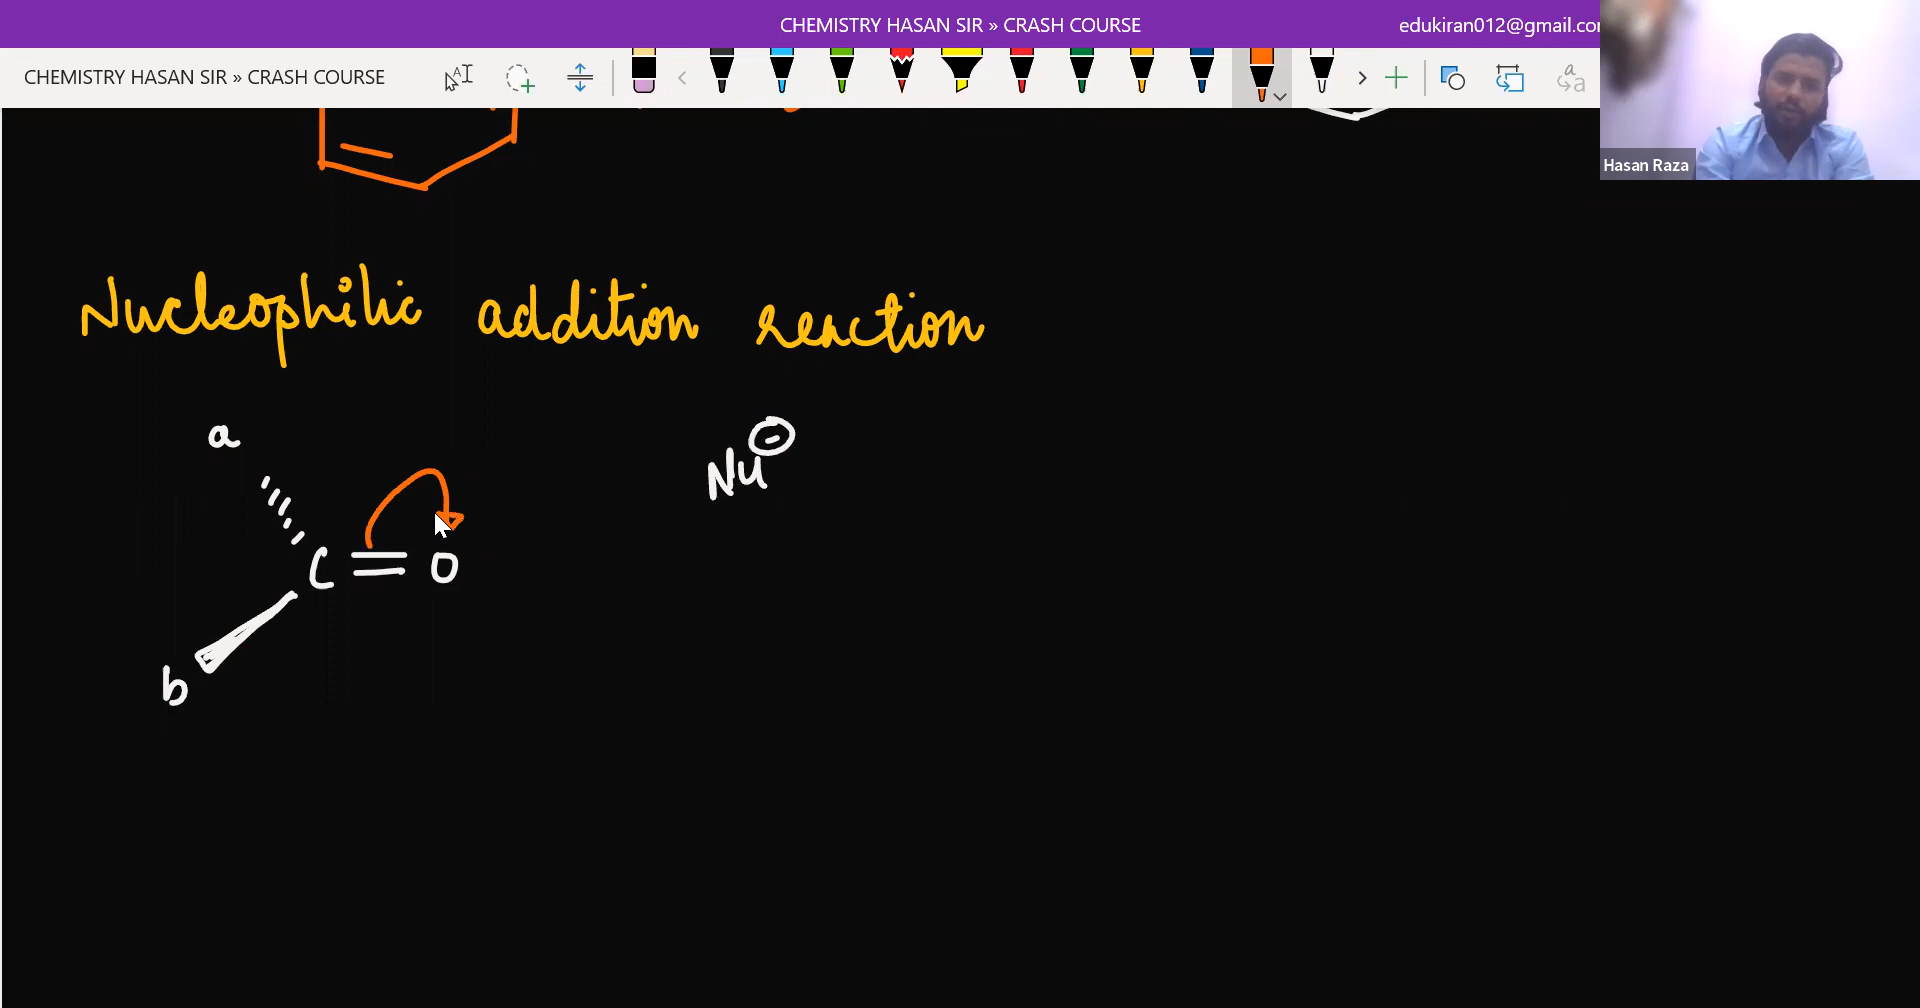 CHEMISTRY HASAN SIR » CRASH COURSE
edukiran012@gmail.co
CHEMISTRY HASAN SIR » CRASH COURSE
Hasan Raza
Nucleophilic addition reaction
a
Nu⊖
C = O
b